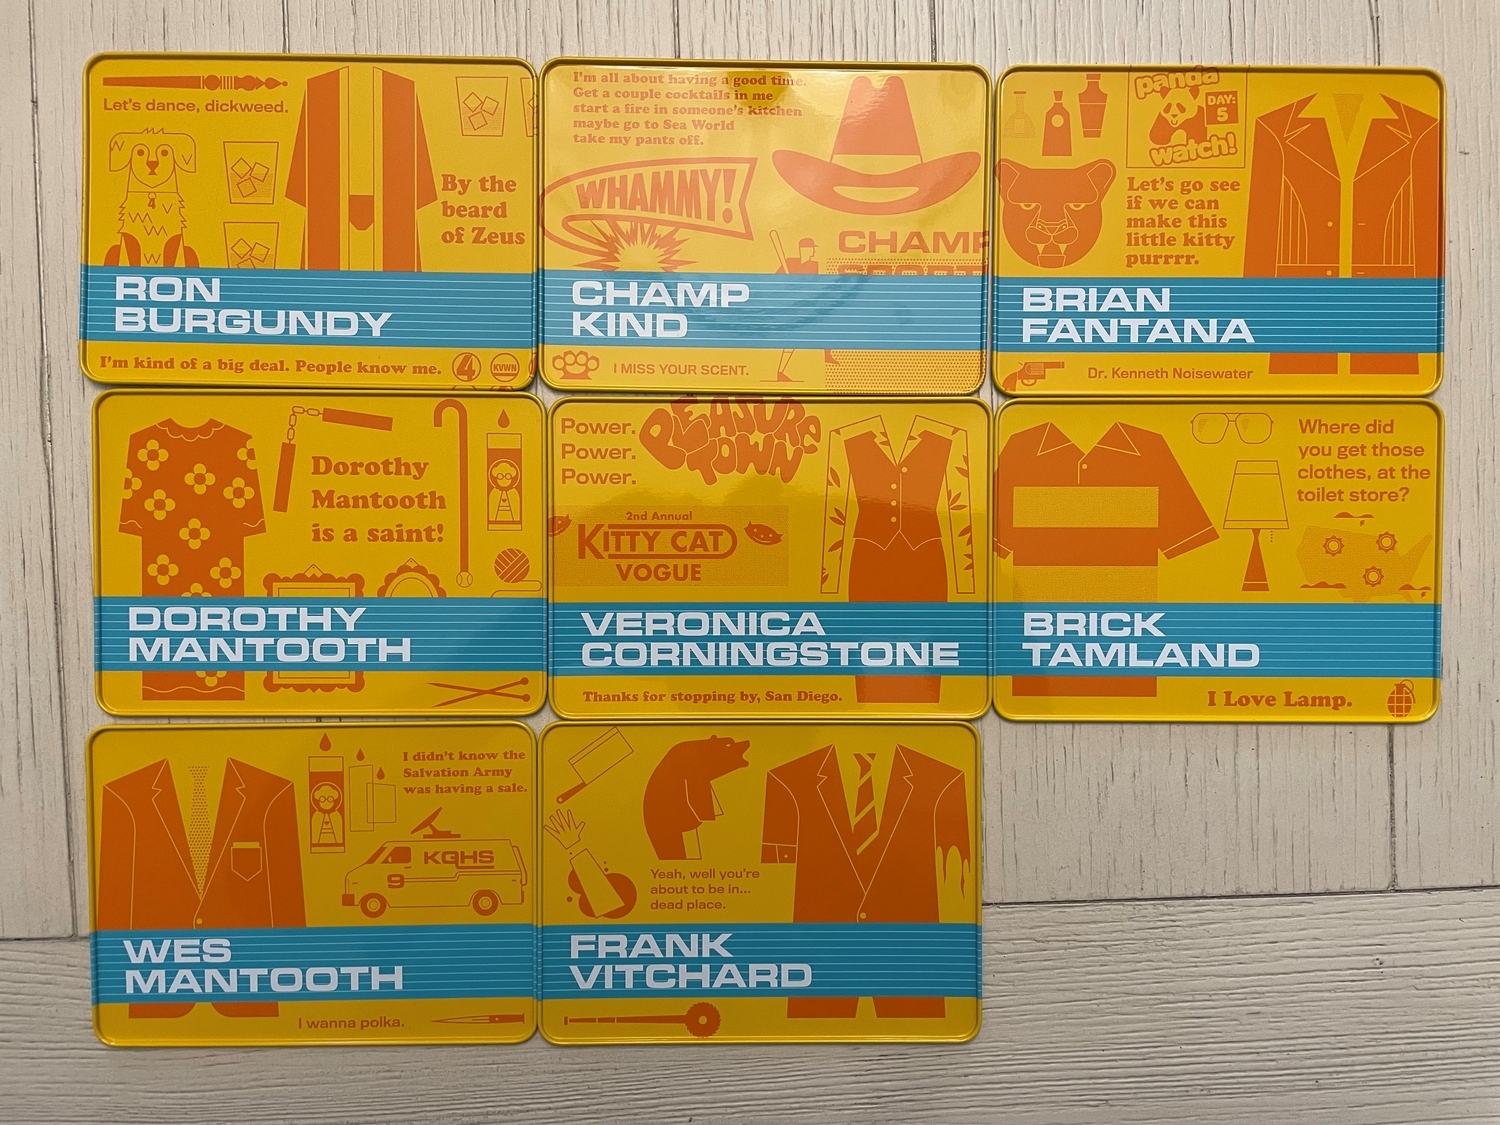 Let's dance, dickweed.
4
By the
beard
of Zeus
RON
BURGUNDY
I'm kind of a big deal. People know me.
4
KVWN
I'm all about having a good time.
Get a couple cocktails in me
start a fire in someone's kitchen
maybe go to Sea World
take my pants off.
WHAMMY!
CHAMP
CHAMP
KIND
I MISS YOUR SCENT.
panda
DAY:
5
watch!
Let's go see
if we can
make this
little kitty
purrrr.
BRIAN
FANTANA
Dr. Kenneth Noisewater
Dorothy
Mantooth
is a saint!
DOROTHY
MANTOOTH
Power.
Power.
Power.
PLEASURE
TOWN
2nd Annual
KITTY CAT
VOGUE
VERONICA
CORNINGSTONE
Thanks for stopping by, San Diego.
Where did
you get those
clothes, at the
toilet store?
BRICK
TAMLAND
I Love Lamp.
I didn't know the
Salvation Army
was having a sale.
KQHS
9
WES
MANTOOTH
I wanna polka.
Yeah, well you're
about to be in...
dead place.
FRANK
VITCHARD